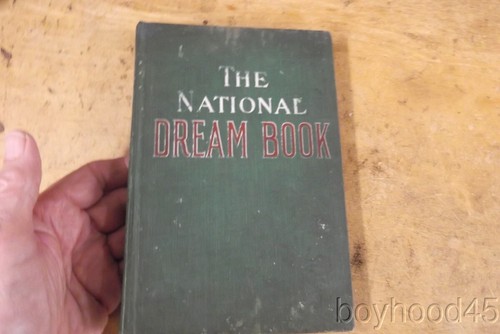 THE
NATIONAL
DREAM BOOK
boyhood45